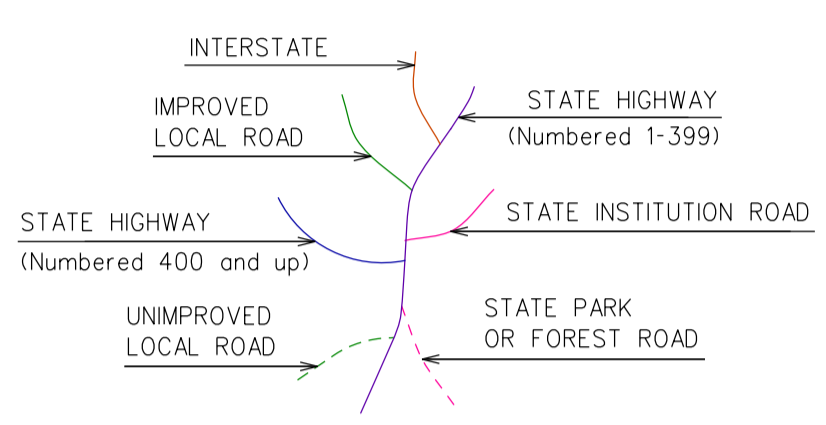 INTERSTATE
IMPROVED
LOCAL ROAD
STATE HIGHWAY
(Numbered 1-399)
STATE HIGHWAY
(Numbered 400 and up)
STATE INSTITUTION ROAD
UNIMPROVED
LOCAL ROAD
STATE PARK
OR FOREST ROAD